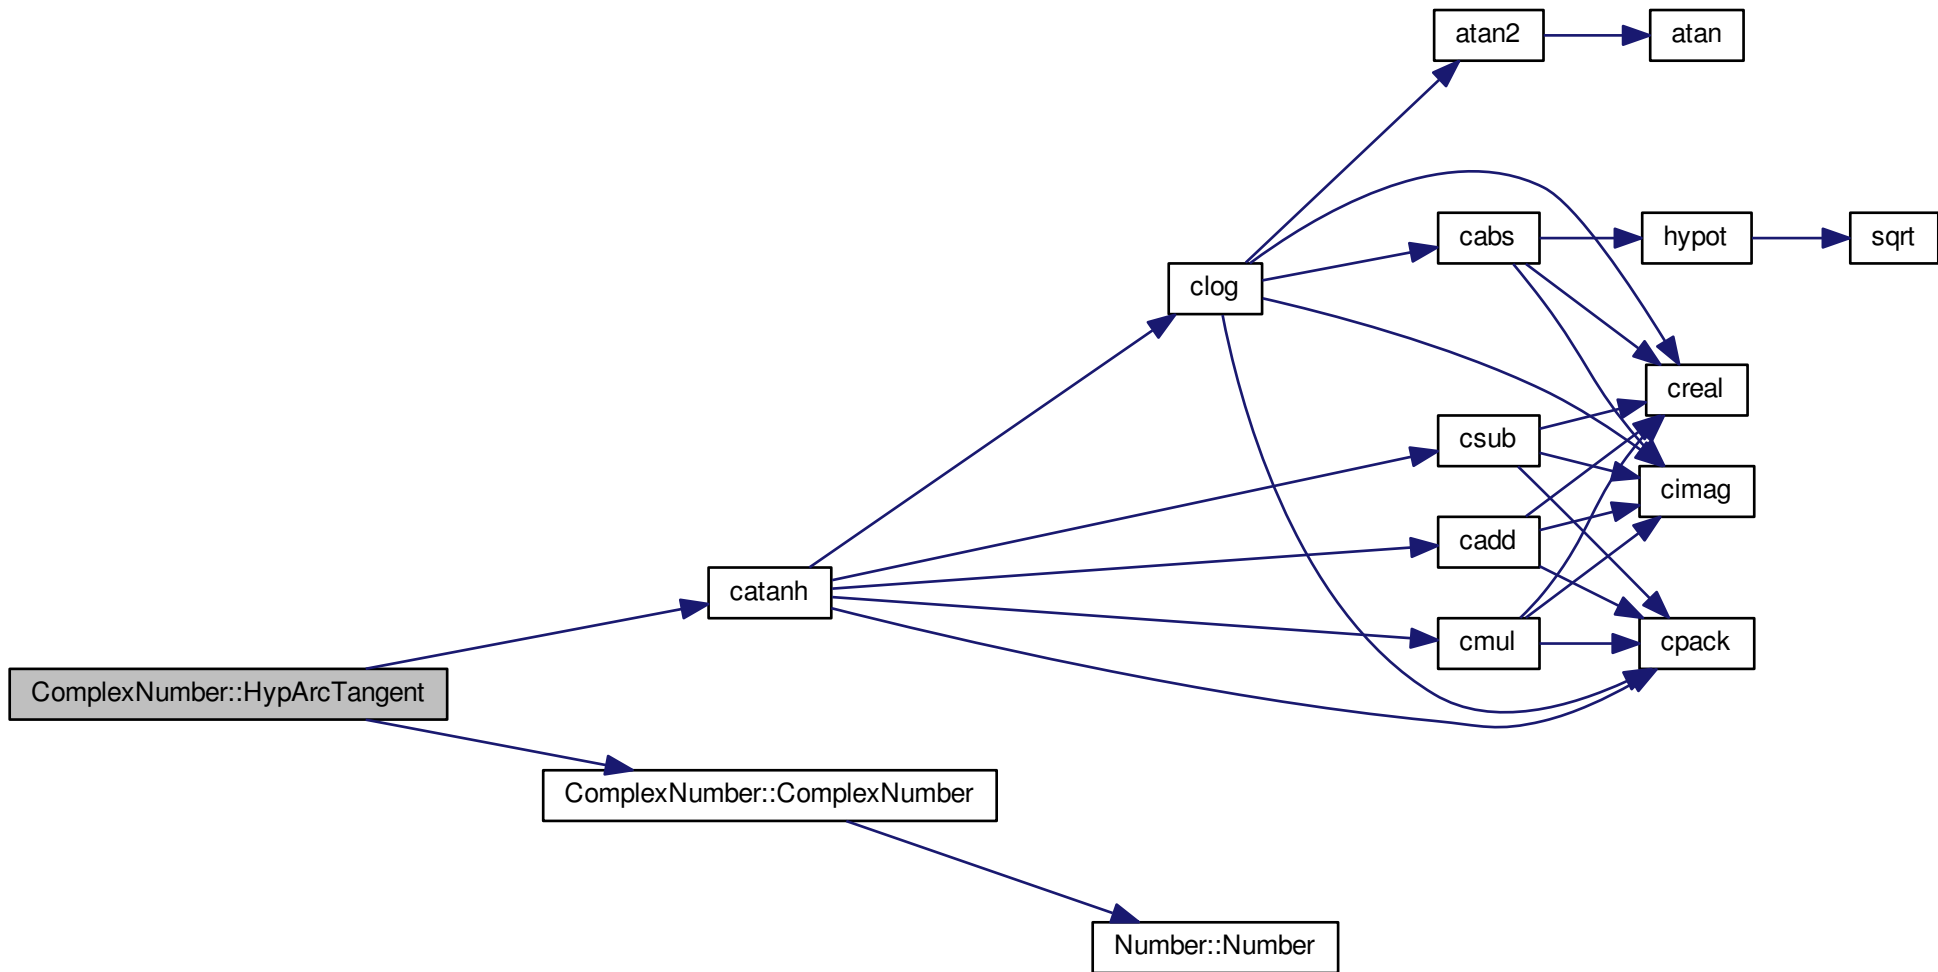 atan2
atan
cabs
hypot
sqrt
clog
creal
csub
cimag
cadd
catanh
cmul
cpack
ComplexNumber::HypArcTangent
ComplexNumber::ComplexNumber
Number::Number